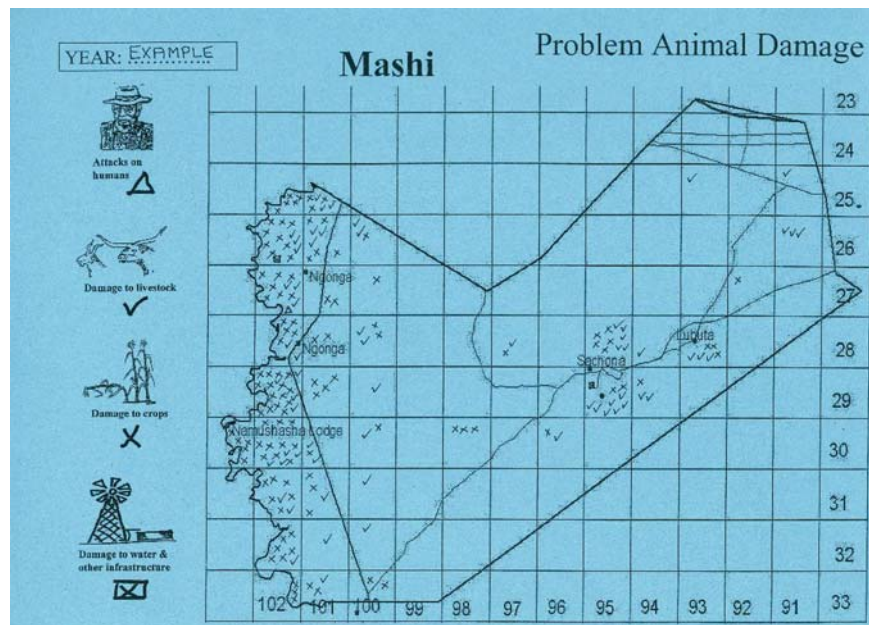 YEAR: EXAMPLE
Mashi
Problem Animal Damage
Attacks on
humans
Damage to livestock
Damage to crops
Damage to water &
other infrastructure
23
24
25.
26
27
28
29
30
31
32
33
Ngonga
Ngonga
Namushasha Lodge
Sachona
Lubuta
102 101 100 99 98 97 96 95 94 93 92 91